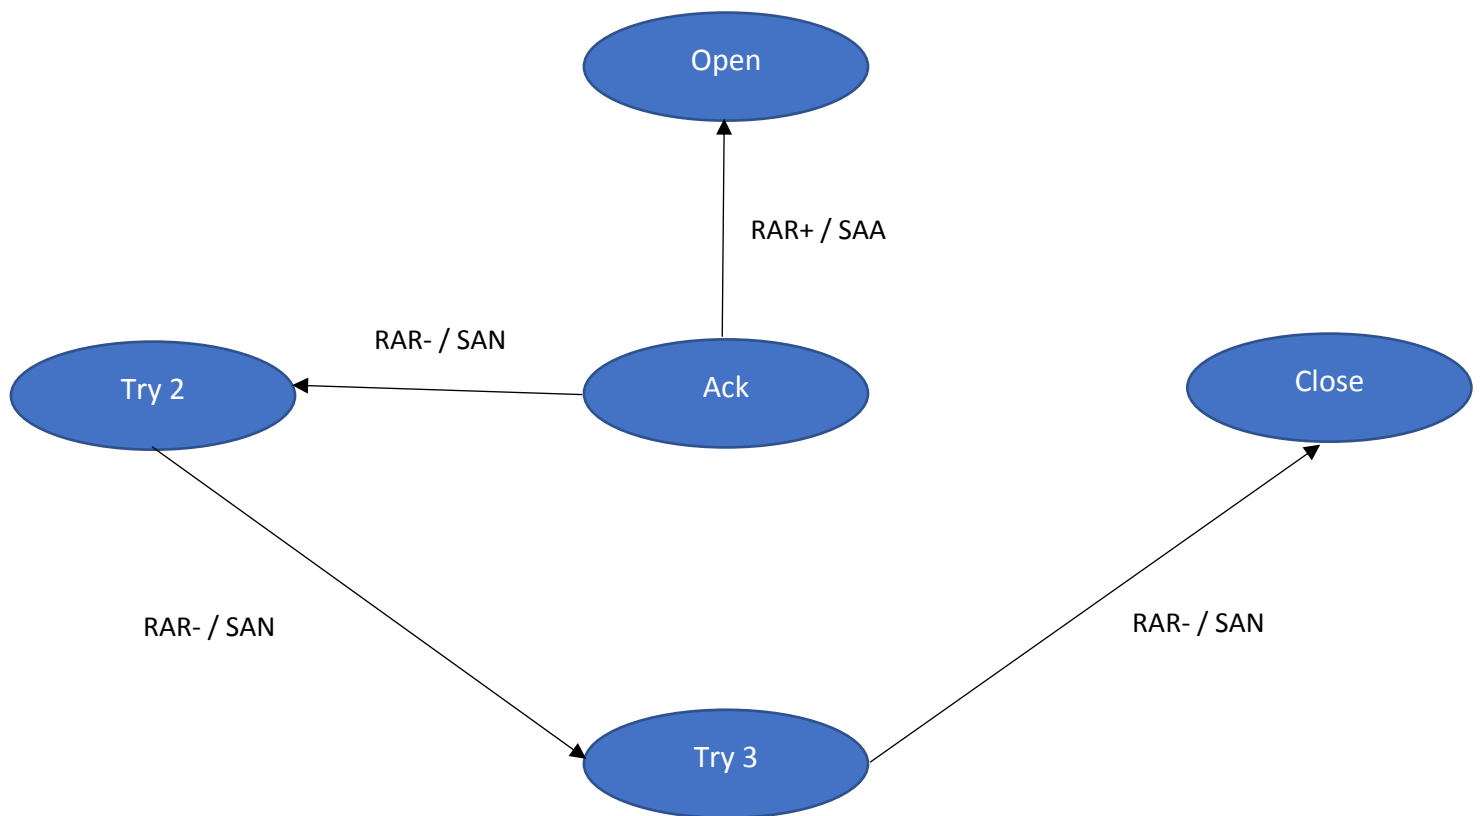 Open
RAR+ / SAA
RAR- / SAN
Try 2
Ack
Close
RAR- / SAN
RAR- / SAN
Try 3